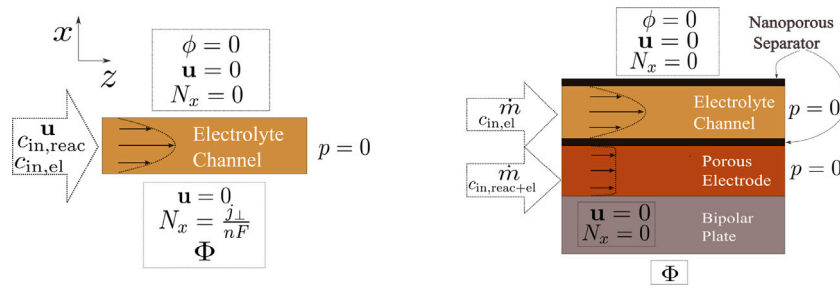 x
z
ϕ = 0
u = 0
N_x = 0
u
c_in,reac
c_in,el
Electrolyte
Channel
p = 0
u = 0
N_x = j_⊥/nF
Φ
ϕ = 0
u = 0
N_x = 0
Nanoporous
Separator
ṁ
c_in,el
Electrolyte
Channel
p = 0
ṁ
c_in,reac+el
Porous
Electrode
p = 0
u = 0
N_x = 0
Bipolar
Plate
Φ